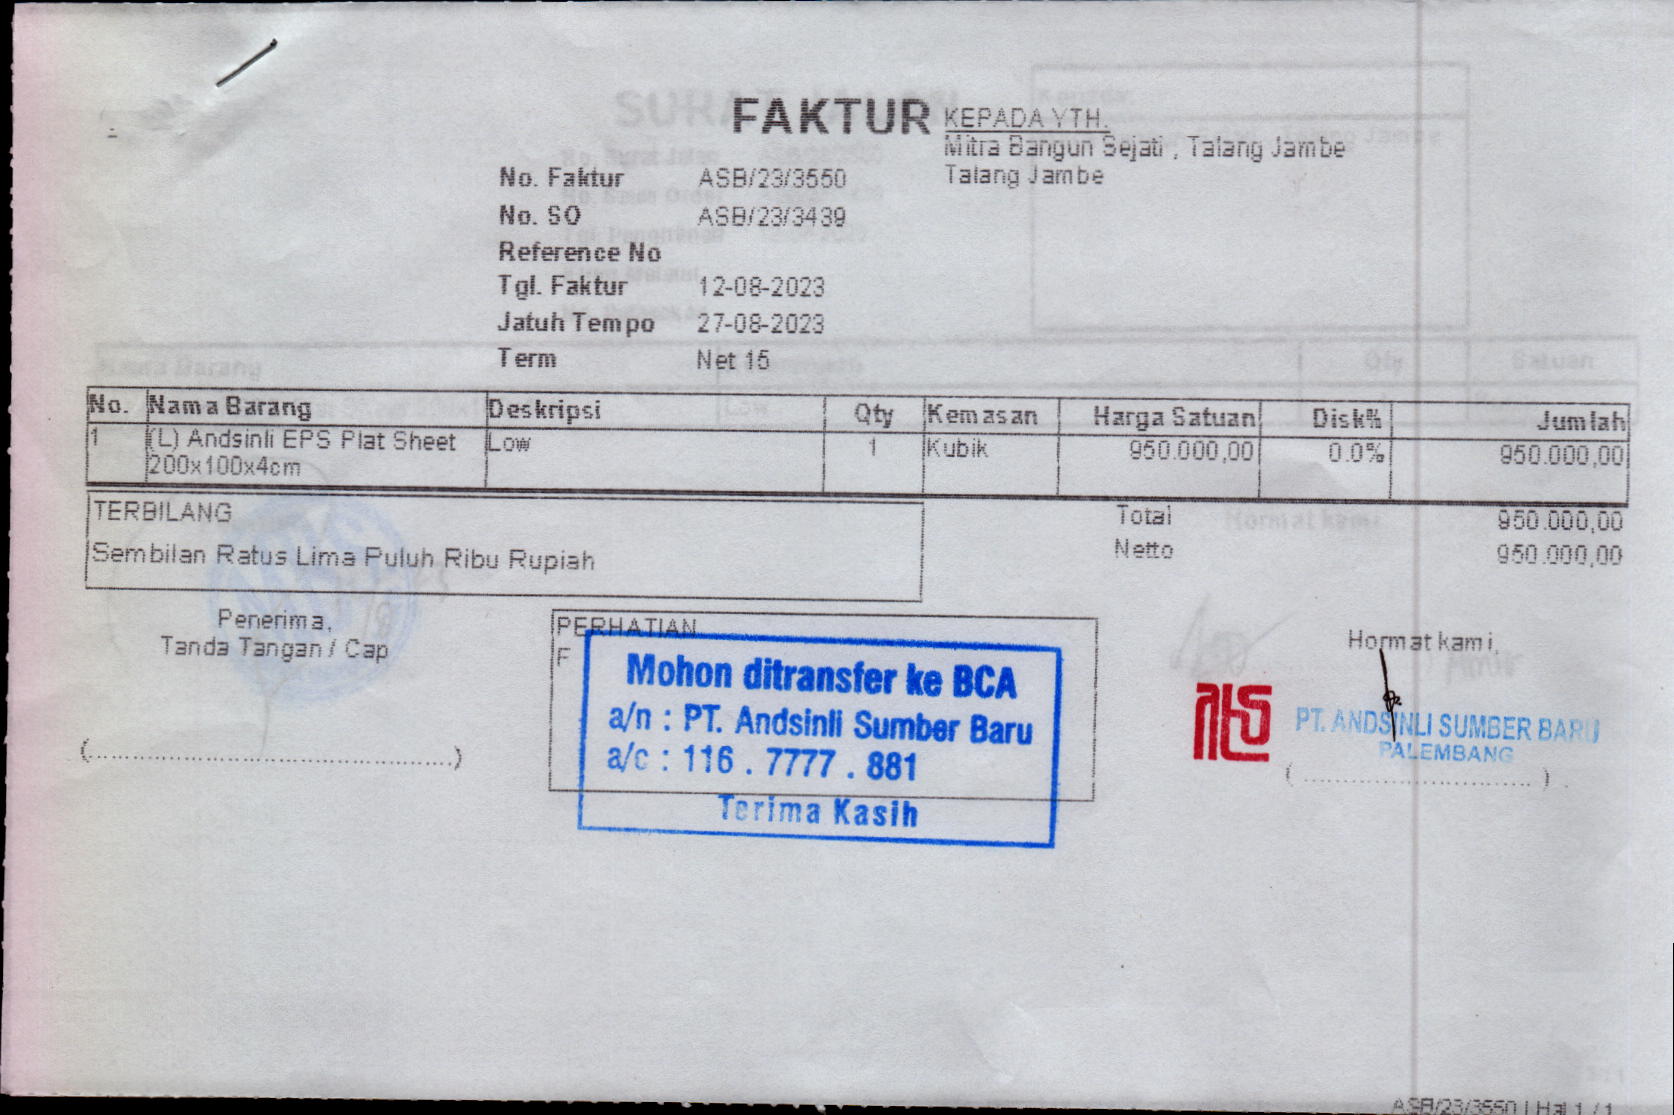 FAKTUR
KEPADA YTH.
Mitra Bangun Sejati , Talang Jambe
Talang Jambe
No. Faktur ASB/23/3550
No. SO ASB/23/3439
Reference No
Tgl. Faktur 12-08-2023
Jatuh Tempo 27-08-2023
Term Net 15
No. Nama Barang Deskripsi Qty Kemasan Harga Satuan Disk% Jumlah
1 (L) Andsinli EPS Plat Sheet Low 1 Kubik 950.000,00 0.0% 950.000,00
200x100x4cm
TERBILANG
Sembilan Ratus Lima Puluh Ribu Rupiah
Total 950.000,00
Netto 950.000,00
Penerima,
Tanda Tangan / Cap
(.....................................................)
PERHATIAN
F
Mohon ditransfer ke BCA
a/n : PT. Andsinli Sumber Baru
a/c : 116 . 7777 . 881
Terima Kasih
Hormat kami,
PT. ANDSINLI SUMBER BARU
PALEMBANG
( ................................. )
ASB/23/3550 | Hal 1 / 1